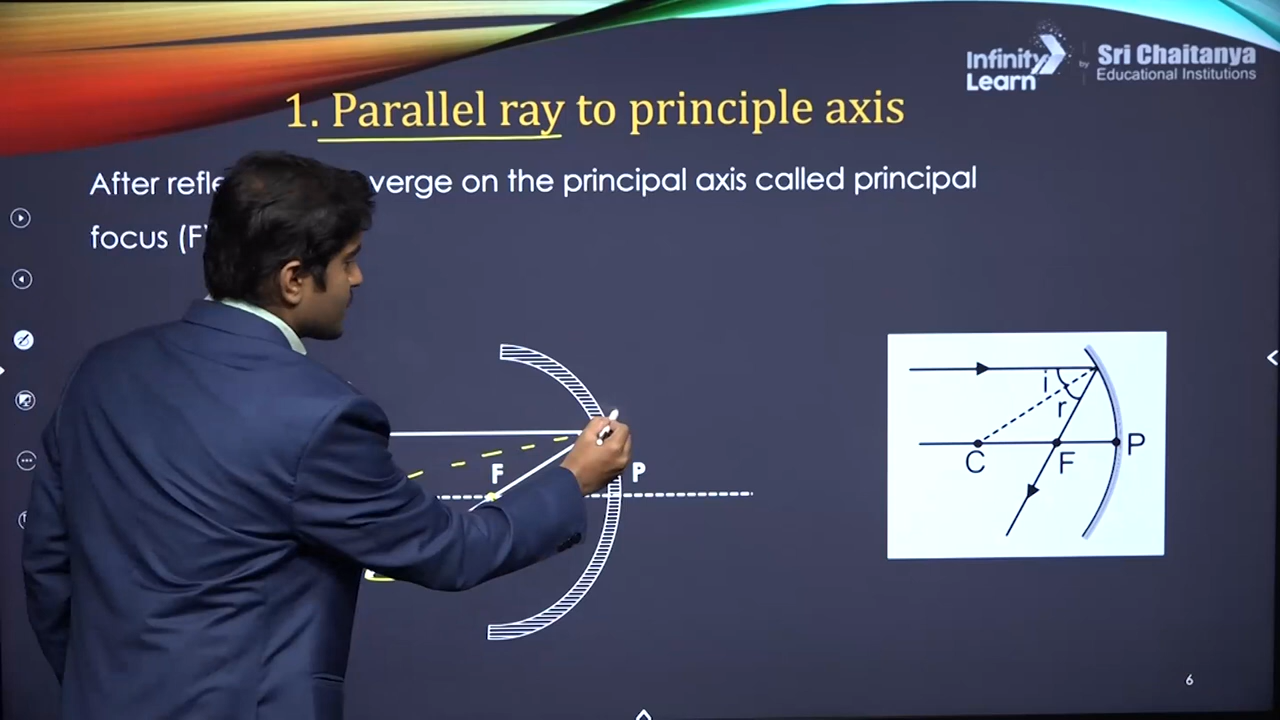 Infinity Learn
by
Sri Chaitanya
Educational Institutions
1. Parallel ray to principle axis
After verge on the principal axis called principal
focus (F)
F
P
i
r
C
F
P
6